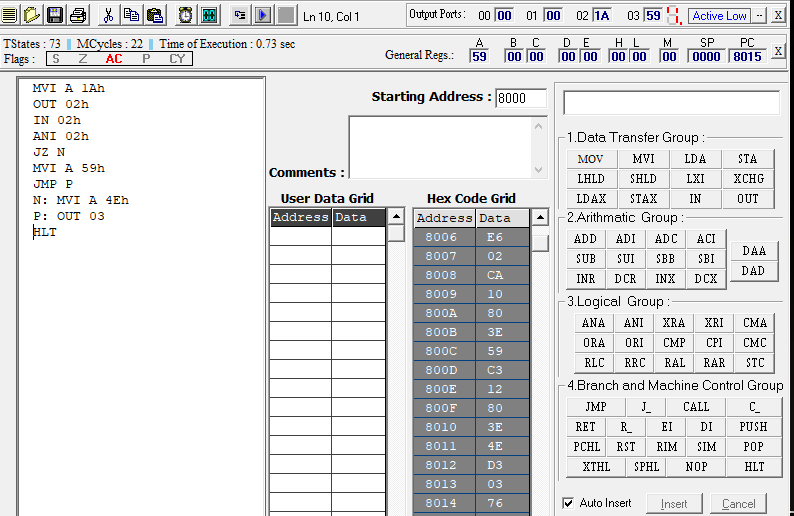 Ln 10, Col 1 Output Ports : 00 00 01 00 02 1A 03 59 Active Low -- X
TStates : 73 || MCycles : 22 || Time of Execution : 0.73 sec
Flags : S Z AC P CY
General Regs.: A B C D E H L M SP PC
59 00 00 00 00 00 00 00 0000 8015 X
MVI A 1Ah
OUT 02h
IN 02h
ANI 02h
JZ N
MVI A 59h
JMP P
N: MVI A 4Eh
P: OUT 03
HLT
Starting Address : 8000
Comments :
User Data Grid
Address Data
Hex Code Grid
Address Data
8006 E6
8007 02
8008 CA
8009 10
800A 80
800B 3E
800C 59
800D C3
800E 12
800F 80
8010 3E
8011 4E
8012 D3
8013 03
8014 76
1.Data Transfer Group :
MOV MVI LDA STA
LHLD SHLD LXI XCHG
LDAX STAX IN OUT
2.Arithmatic Group :
ADD ADI ADC ACI
SUB SUI SBB SBI
INR DCR INX DCX
DAA
DAD
3.Logical Group :
ANA ANI XRA XRI CMA
ORA ORI CMP CPI CMC
RLC RRC RAL RAR STC
4.Branch and Machine Control Group
JMP J_ CALL C_
RET R_ EI DI PUSH
PCHL RST RIM SIM POP
XTHL SPHL NOP HLT
Auto Insert Insert Cancel